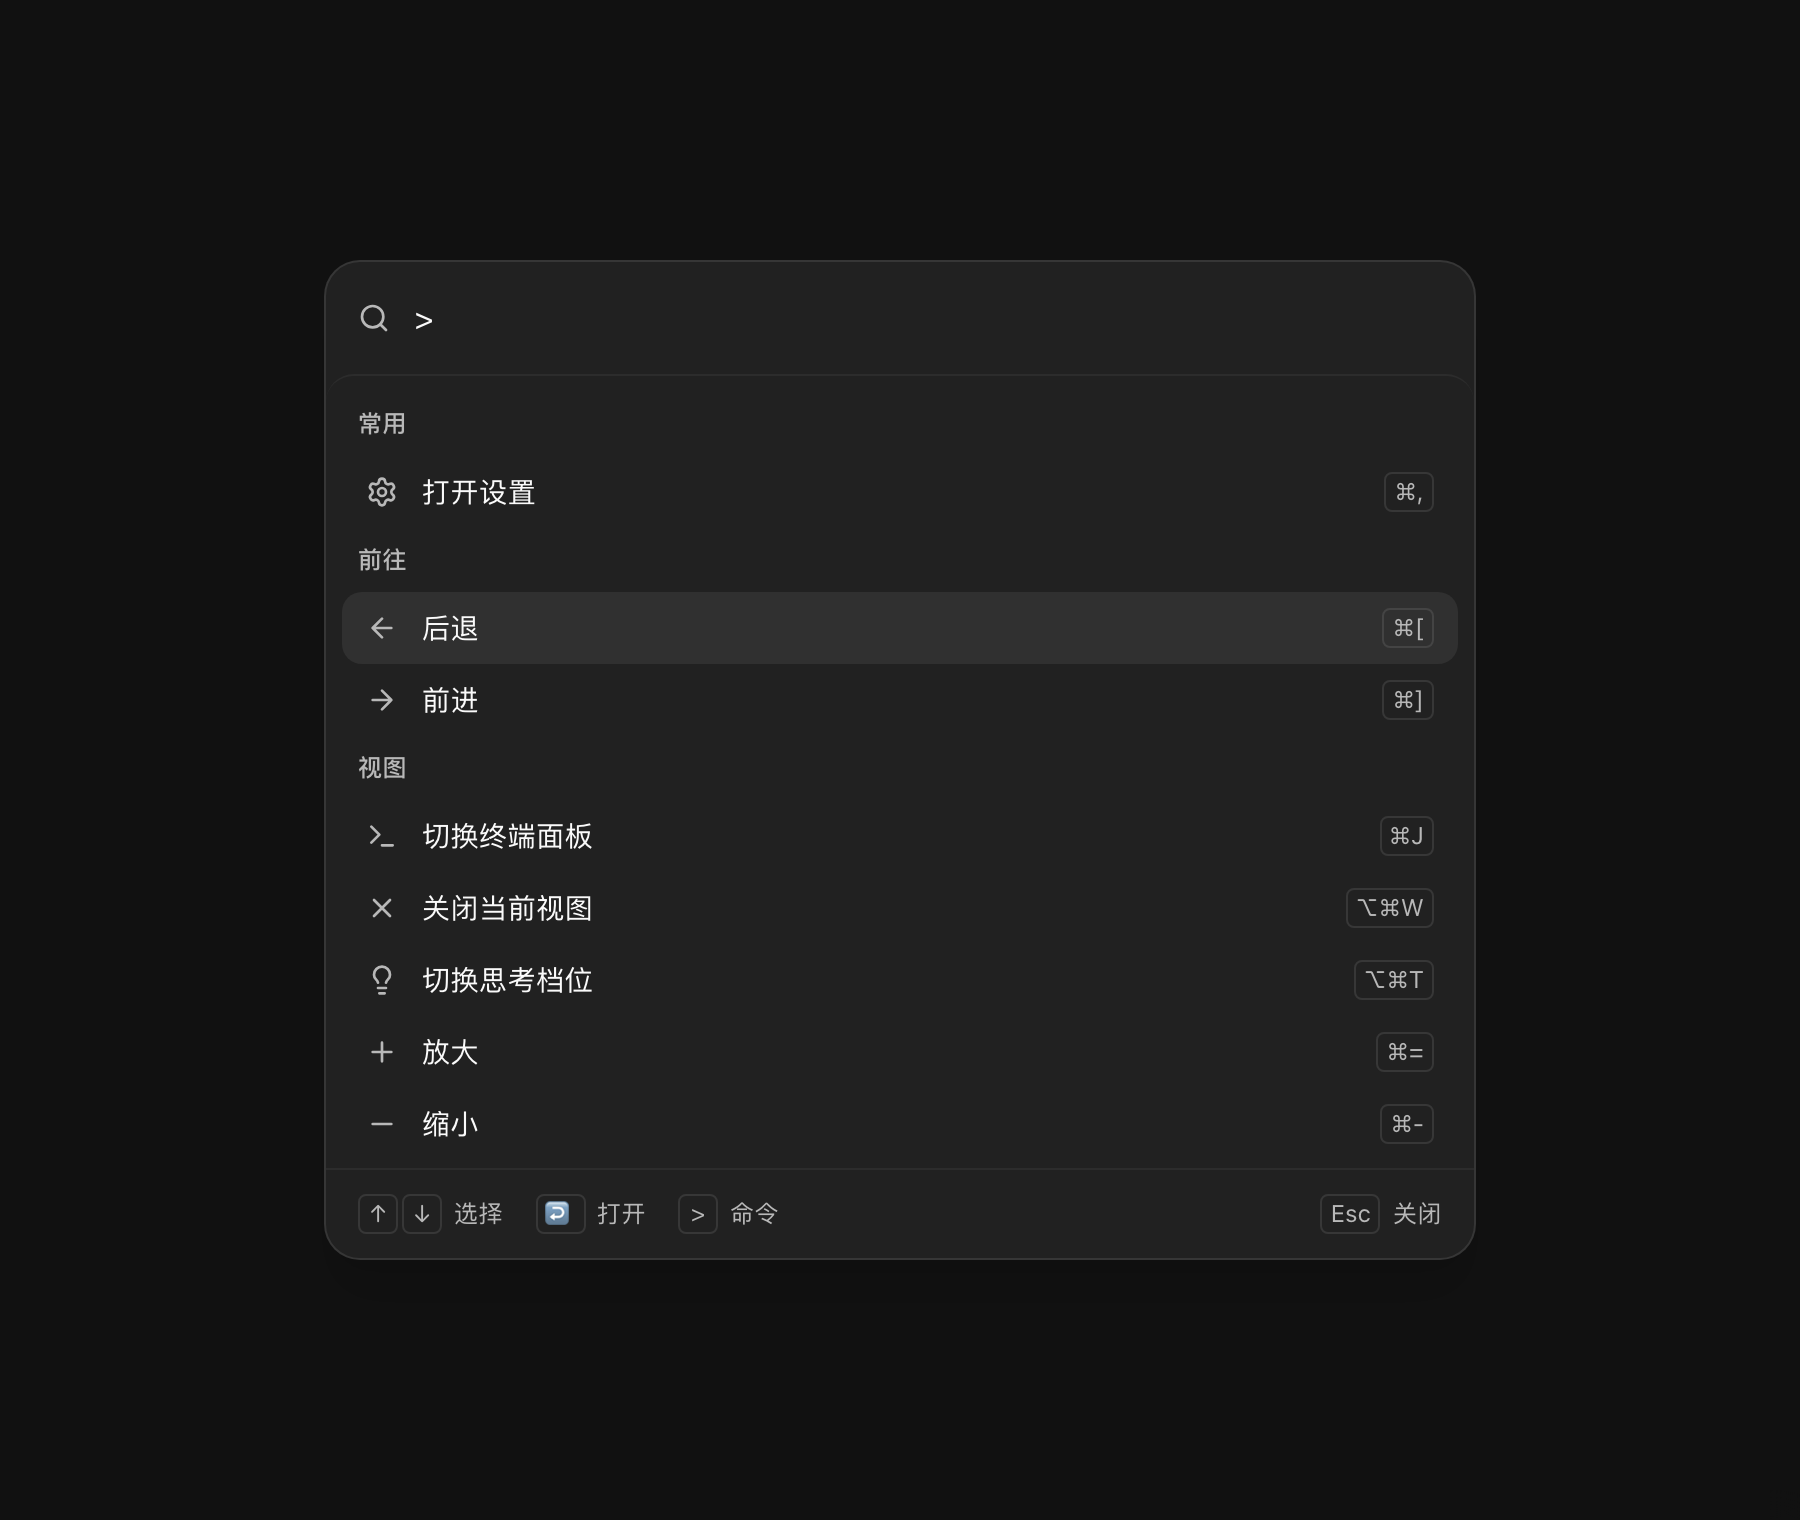 >
常用
打开设置 ⌘,
前往
后退 ⌘[
前进 ⌘]
视图
切换终端面板 ⌘J
关闭当前视图 ⌥⌘W
切换思考档位 ⌥⌘T
放大 ⌘=
缩小 ⌘-
↑ ↓ 选择 ↩ 打开 > 命令 Esc 关闭